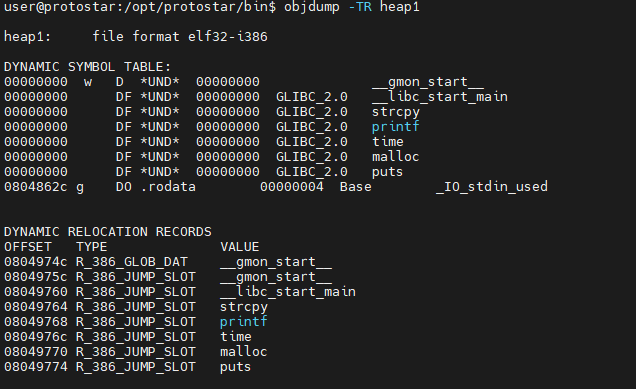 user@protostar:/opt/protostar/bin$ objdump -TR heap1
heap1:     file format elf32-i386
DYNAMIC SYMBOL TABLE:
00000000  w   D  *UND*  00000000              __gmon_start__
00000000      DF *UND*  00000000  GLIBC_2.0   __libc_start_main
00000000      DF *UND*  00000000  GLIBC_2.0   strcpy
00000000      DF *UND*  00000000  GLIBC_2.0   printf
00000000      DF *UND*  00000000  GLIBC_2.0   time
00000000      DF *UND*  00000000  GLIBC_2.0   malloc
00000000      DF *UND*  00000000  GLIBC_2.0   puts
0804862c g    DO .rodata        00000004  Base        _IO_stdin_used
DYNAMIC RELOCATION RECORDS
OFFSET   TYPE              VALUE
0804974c R_386_GLOB_DAT    __gmon_start__
0804975c R_386_JUMP_SLOT   __gmon_start__
08049760 R_386_JUMP_SLOT   __libc_start_main
08049764 R_386_JUMP_SLOT   strcpy
08049768 R_386_JUMP_SLOT   printf
0804976c R_386_JUMP_SLOT   time
08049770 R_386_JUMP_SLOT   malloc
08049774 R_386_JUMP_SLOT   puts